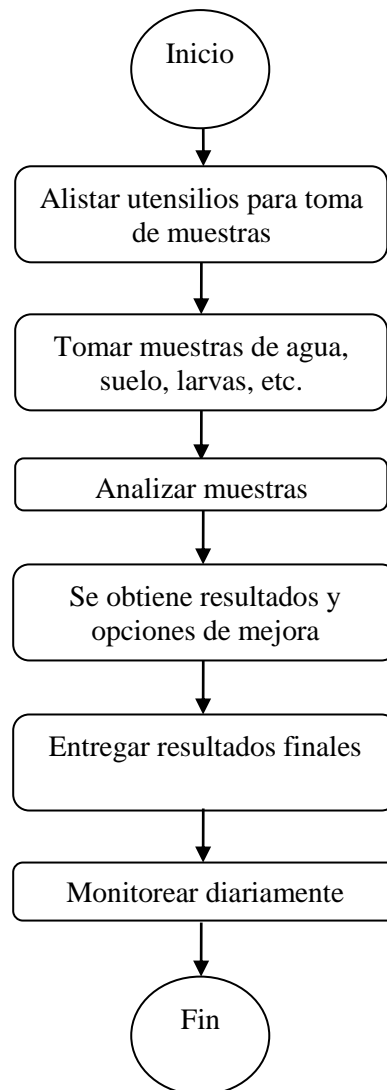 Inicio
Alistar utensilios para toma
de muestras
Tomar muestras de agua,
suelo, larvas, etc.
Analizar muestras
Se obtiene resultados y
opciones de mejora
Entregar resultados finales
Monitorear diariamente
Fin